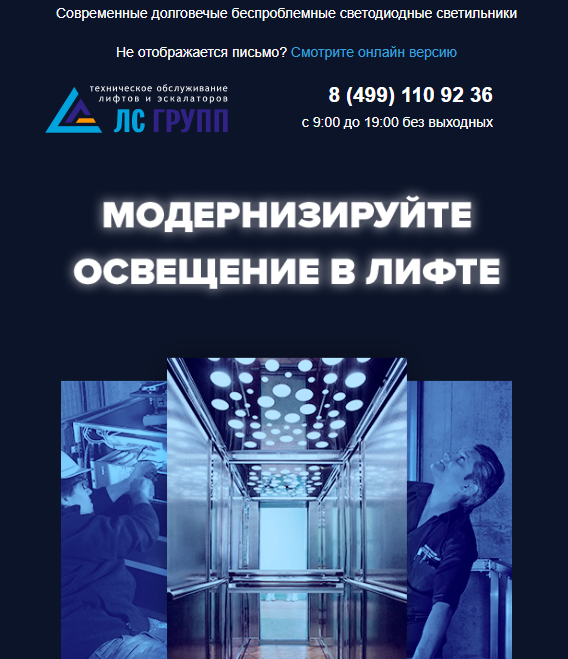 Современные долговечые беспроблемные светодиодные светильники
Не отображается письмо? Смотрите онлайн версию
техническое обслуживание
лифтов и эскалаторов
ЛС ГРУПП
8 (499) 110 92 36
с 9:00 до 19:00 без выходных
МОДЕРНИЗИРУЙТЕ
ОСВЕЩЕНИЕ В ЛИФТЕ